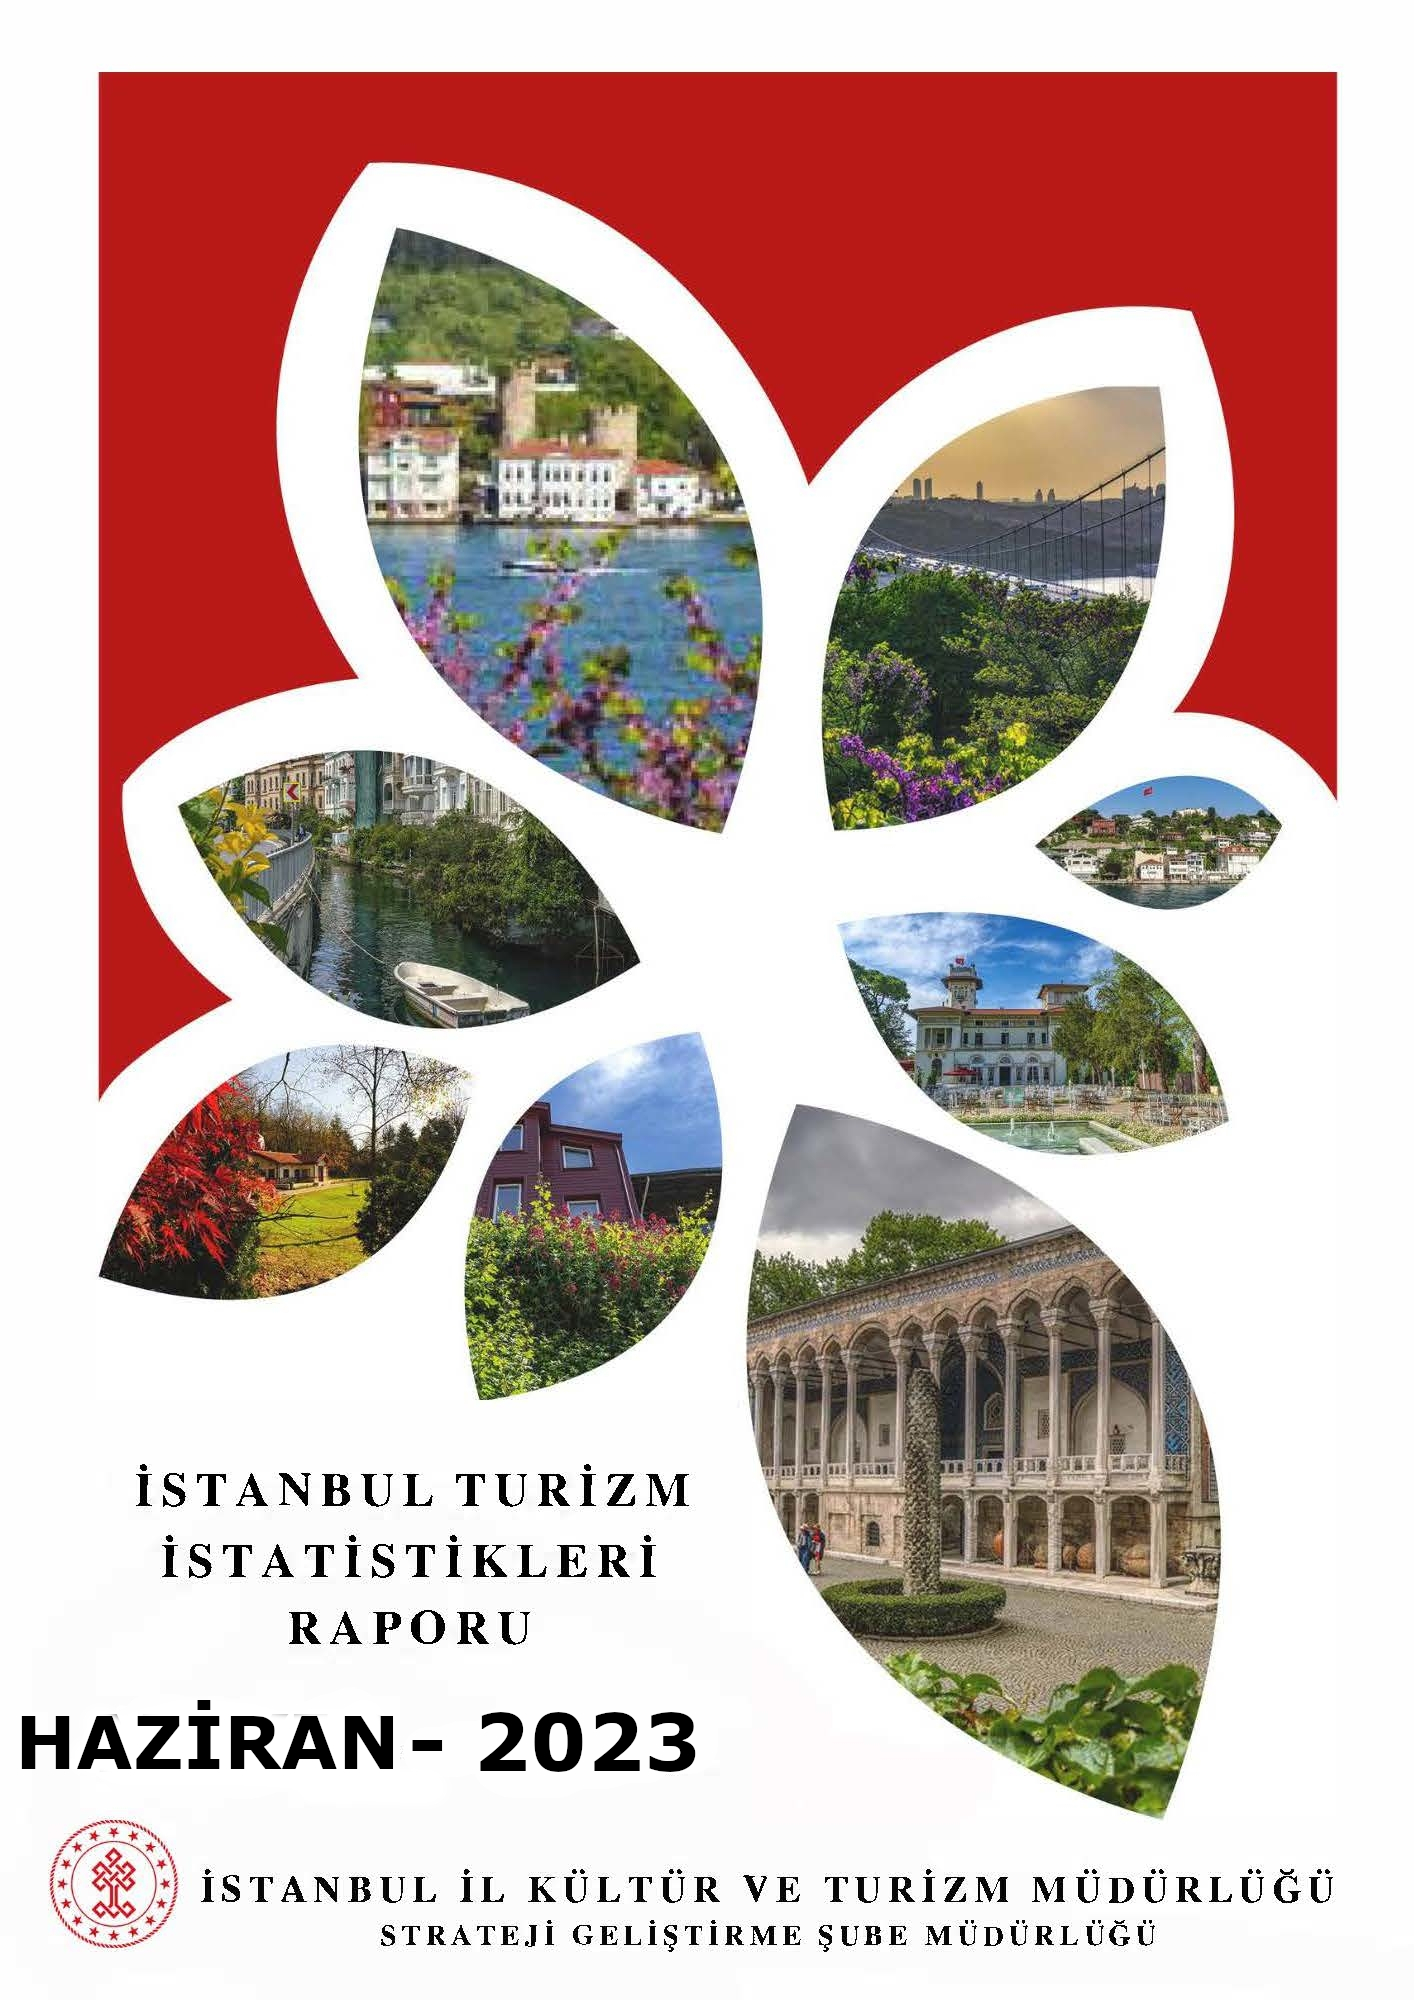 İSTANBUL TURİZM
İSTATİSTİKLERİ
RAPORU
HAZİRAN - 2023
İSTANBUL İL KÜLTÜR VE TURİZM MÜDÜRLÜĞÜ
STRATEJİ GELİŞTİRME ŞUBE MÜDÜRLÜĞÜ